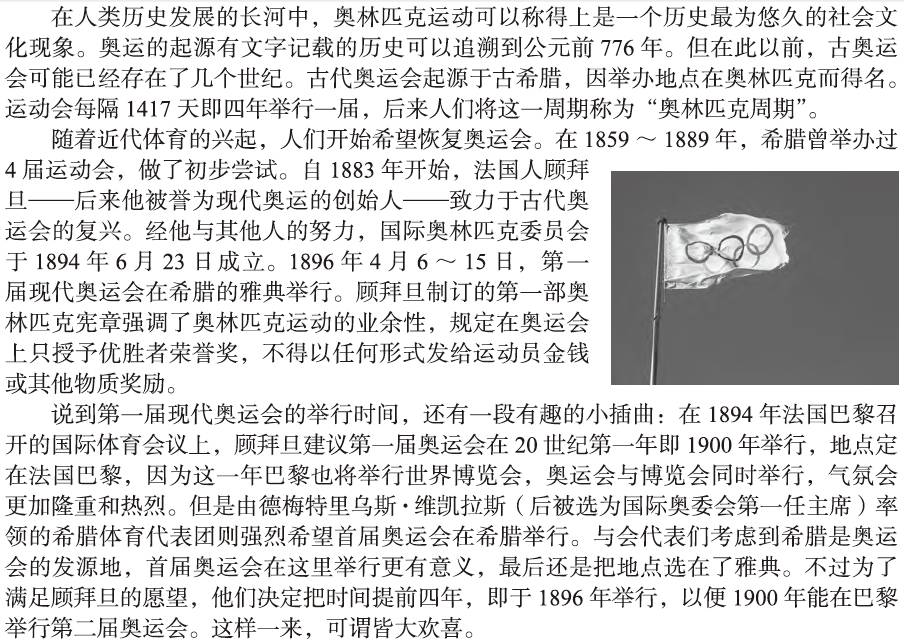 在人类历史发展的长河中，奥林匹克运动可以称得上是一个历史最为悠久的社会文
化现象。奥运的起源有文字记载的历史可以追溯到公元前 776 年。但在此以前，古奥运
会可能已经存在了几个世纪。古代奥运会起源于古希腊，因举办地点在奥林匹克而得名。
运动会每隔 1417 天即四年举行一届，后来人们将这一周期称为“奥林匹克周期”。
随着近代体育的兴起，人们开始希望恢复奥运会。在 1859 ～ 1889 年，希腊曾举办过
4 届运动会，做了初步尝试。自 1883 年开始，法国人顾拜
旦——后来他被誉为现代奥运的创始人——致力于古代奥
运会的复兴。经他与其他人的努力，国际奥林匹克委员会
于 1894 年 6 月 23 日成立。1896 年 4 月 6 ～ 15 日，第一
届现代奥运会在希腊的雅典举行。顾拜旦制订的第一部奥
林匹克宪章强调了奥林匹克运动的业余性，规定在奥运会
上只授予优胜者荣誉奖，不得以任何形式发给运动员金钱
或其他物质奖励。
说到第一届现代奥运会的举行时间，还有一段有趣的小插曲：在 1894 年法国巴黎召
开的国际体育会议上，顾拜旦建议第一届奥运会在 20 世纪第一年即 1900 年举行，地点定
在法国巴黎，因为这一年巴黎也将举行世界博览会，奥运会与博览会同时举行，气氛会
更加隆重和热烈。但是由德梅特里乌斯·维凯拉斯（后被选为国际奥委会第一任主席）率
领的希腊体育代表团则强烈希望首届奥运会在希腊举行。与会代表们考虑到希腊是奥运
会的发源地，首届奥运会在这里举行更有意义，最后还是把地点选在了雅典。不过为了
满足顾拜旦的愿望，他们决定把时间提前四年，即于 1896 年举行，以便 1900 年能在巴黎
举行第二届奥运会。这样一来，可谓皆大欢喜。